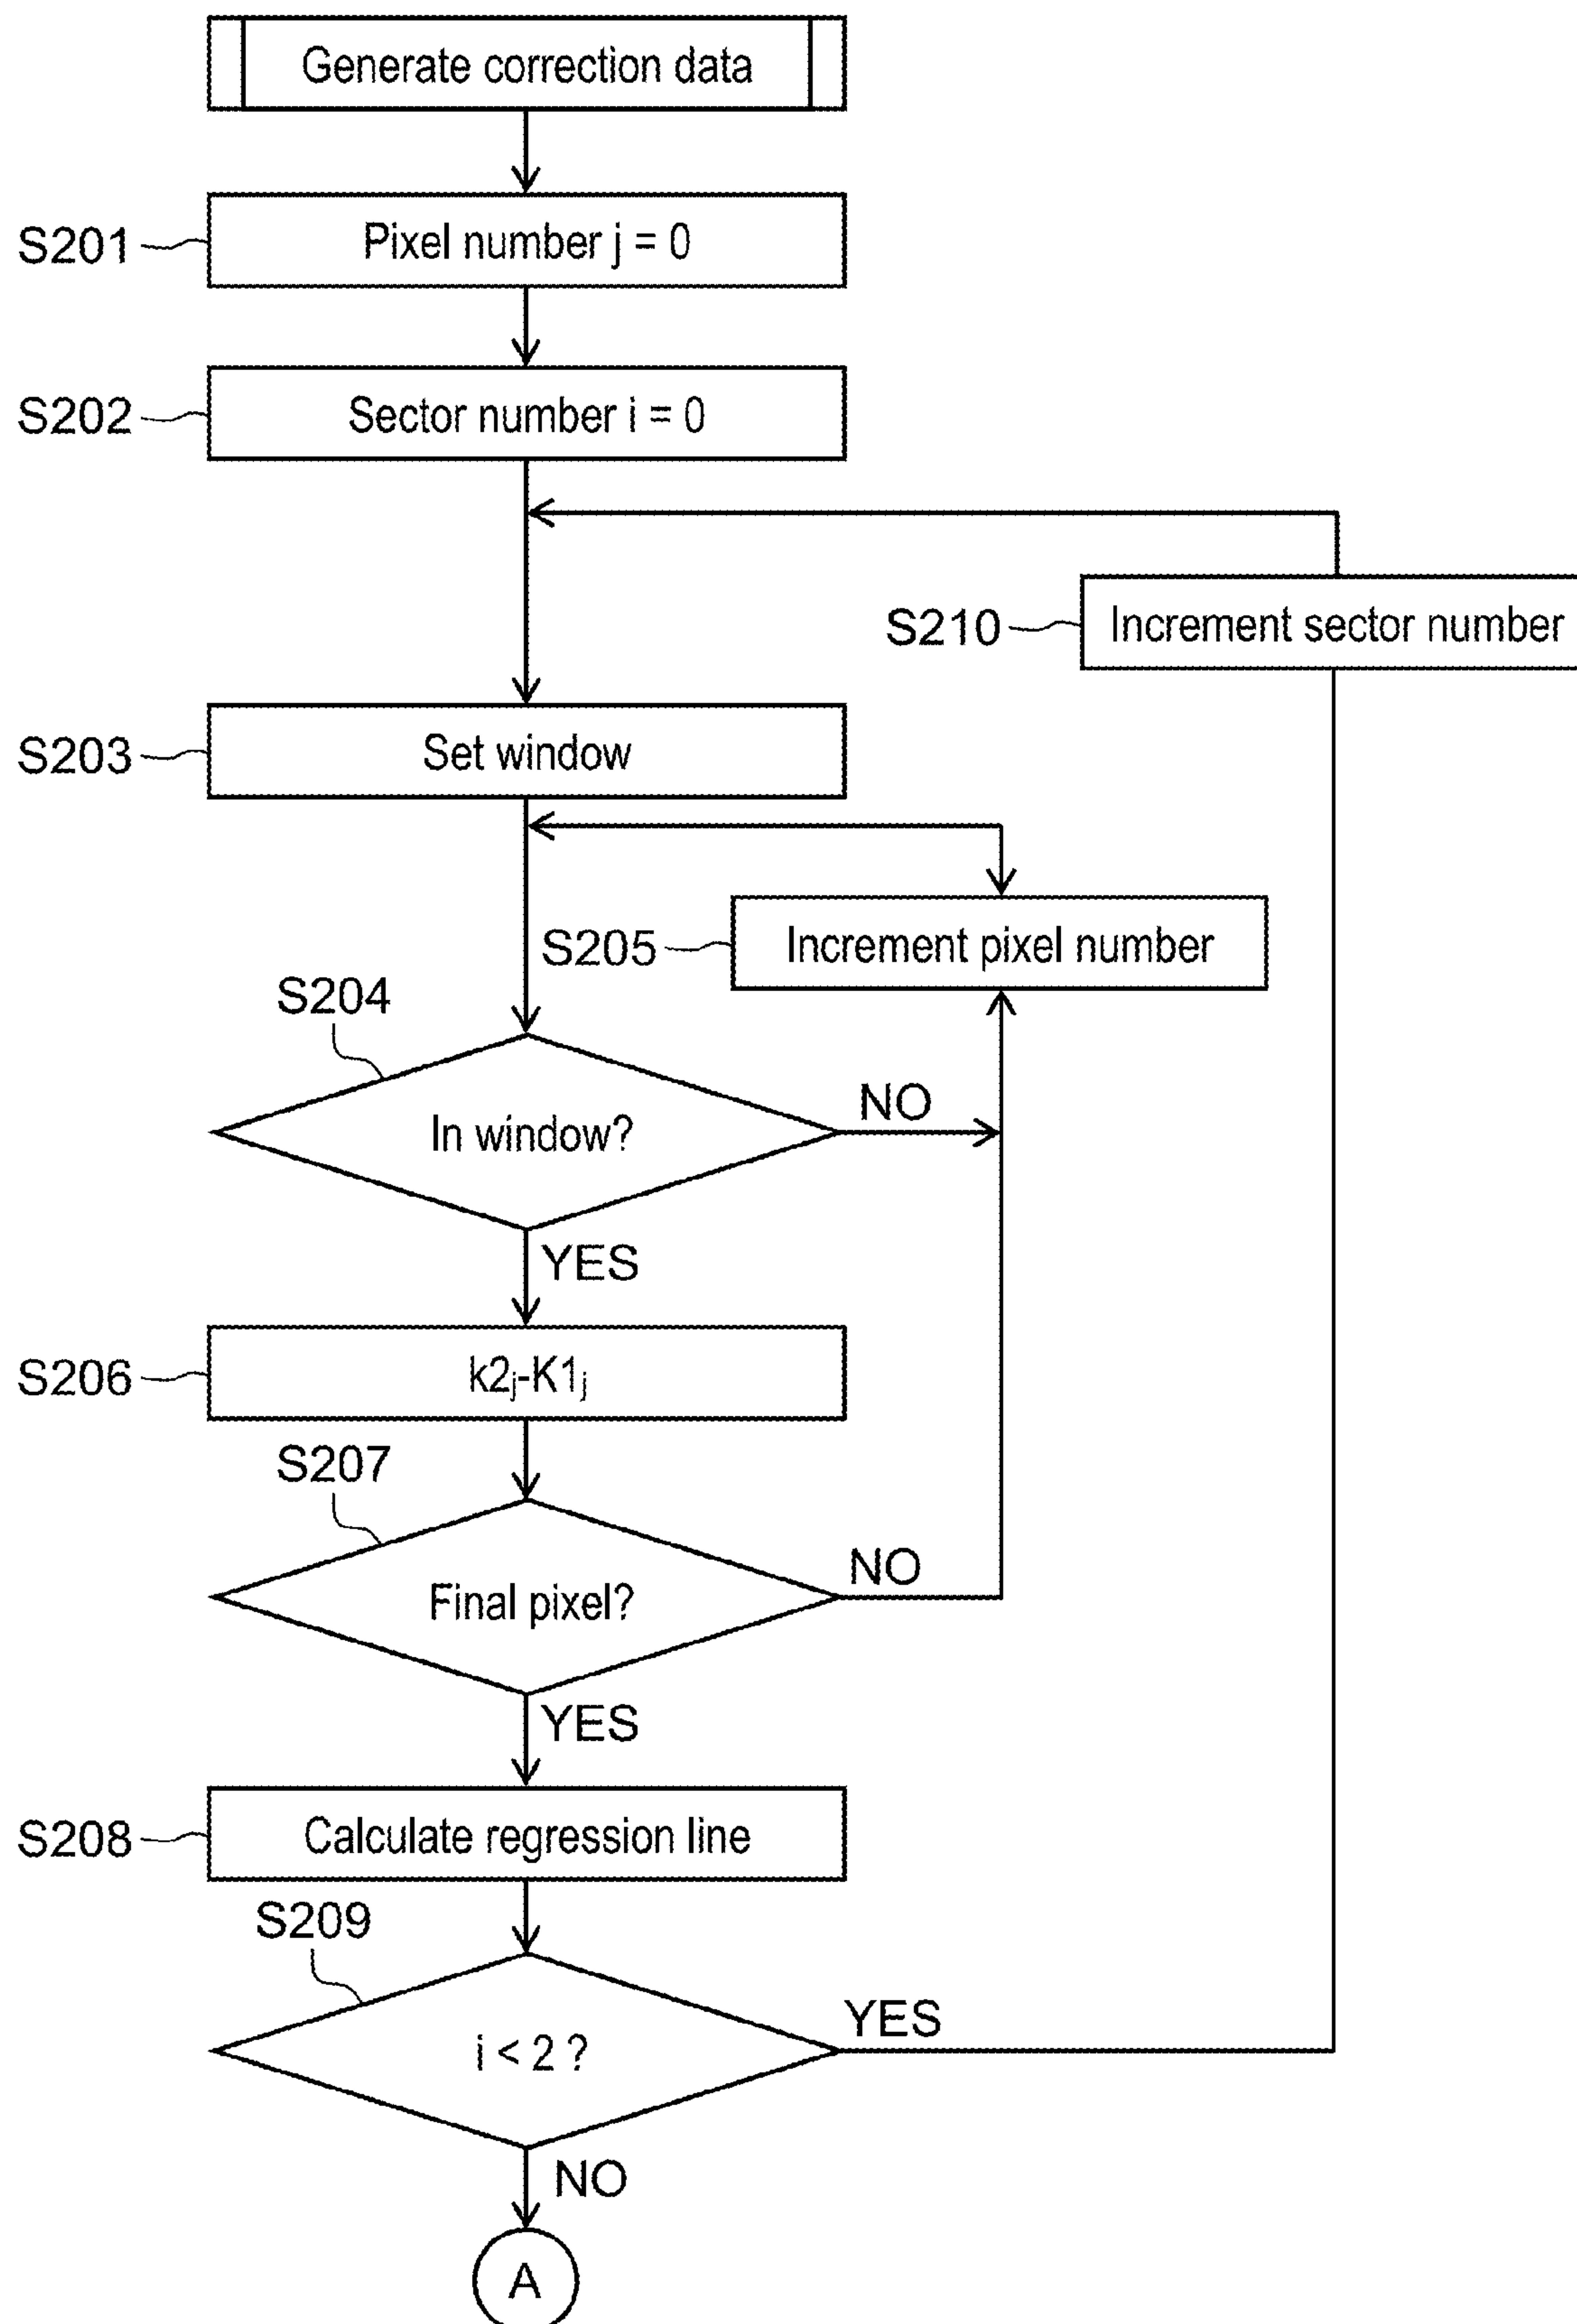 Generate correction data
S201
Pixel number j = 0
S202
Sector number i = 0
S210
Increment sector number
S203
Set window
S205
Increment pixel number
S204
In window?
NO
YES
S206
k2j-K1j
S207
Final pixel?
NO
YES
S208
Calculate regression line
S209
i < 2 ?
YES
NO
A